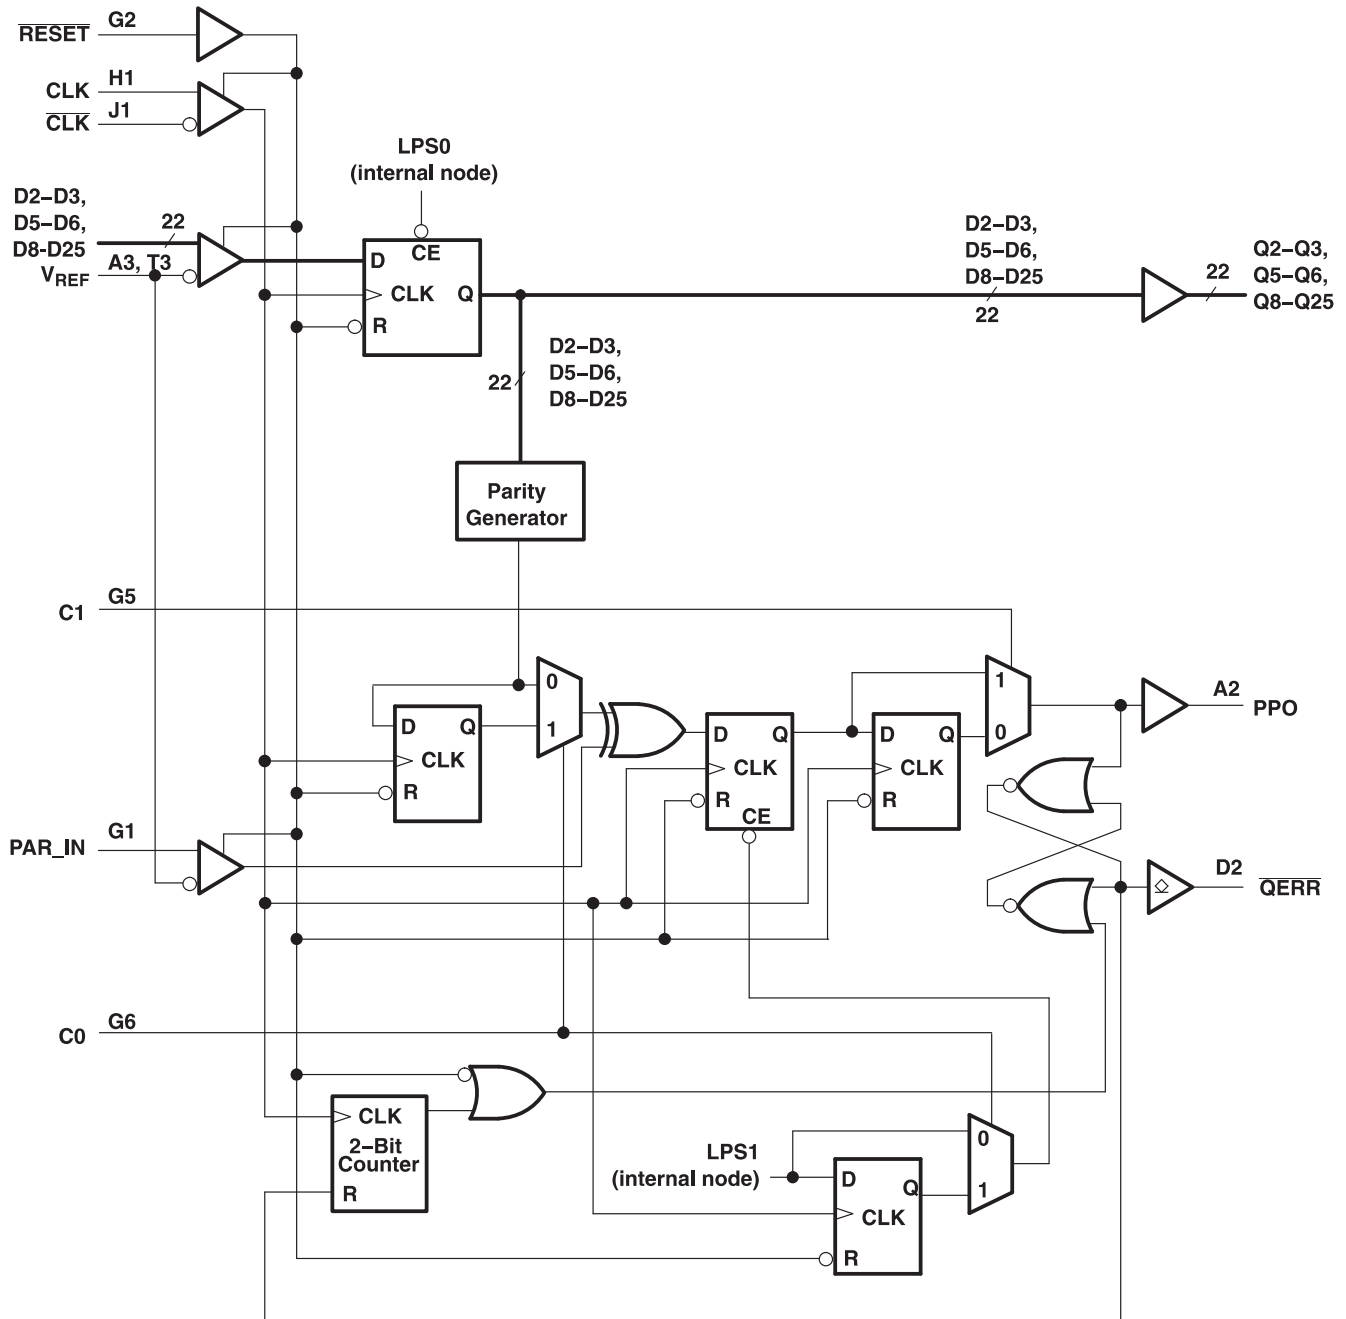 RESET
G2
CLK
H1
CLK
J1
LPS0
(internal node)
D2–D3,
D5–D6,
D8-D25
22
VREF
A3, T3
D
CE
CLK
Q
R
D2–D3,
D5–D6,
D8–D25
22
22
Q2–Q3,
Q5–Q6,
Q8–Q25
22
D2–D3,
D5–D6,
D8–D25
Parity
Generator
C1
G5
0
1
D
Q
CLK
R
D
Q
CLK
R
CE
D
Q
CLK
R
1
0
A2
PPO
PAR_IN
G1
D2
QERR
C0
G6
CLK
2–Bit
Counter
R
LPS1
(internal node)
D
Q
CLK
R
0
1